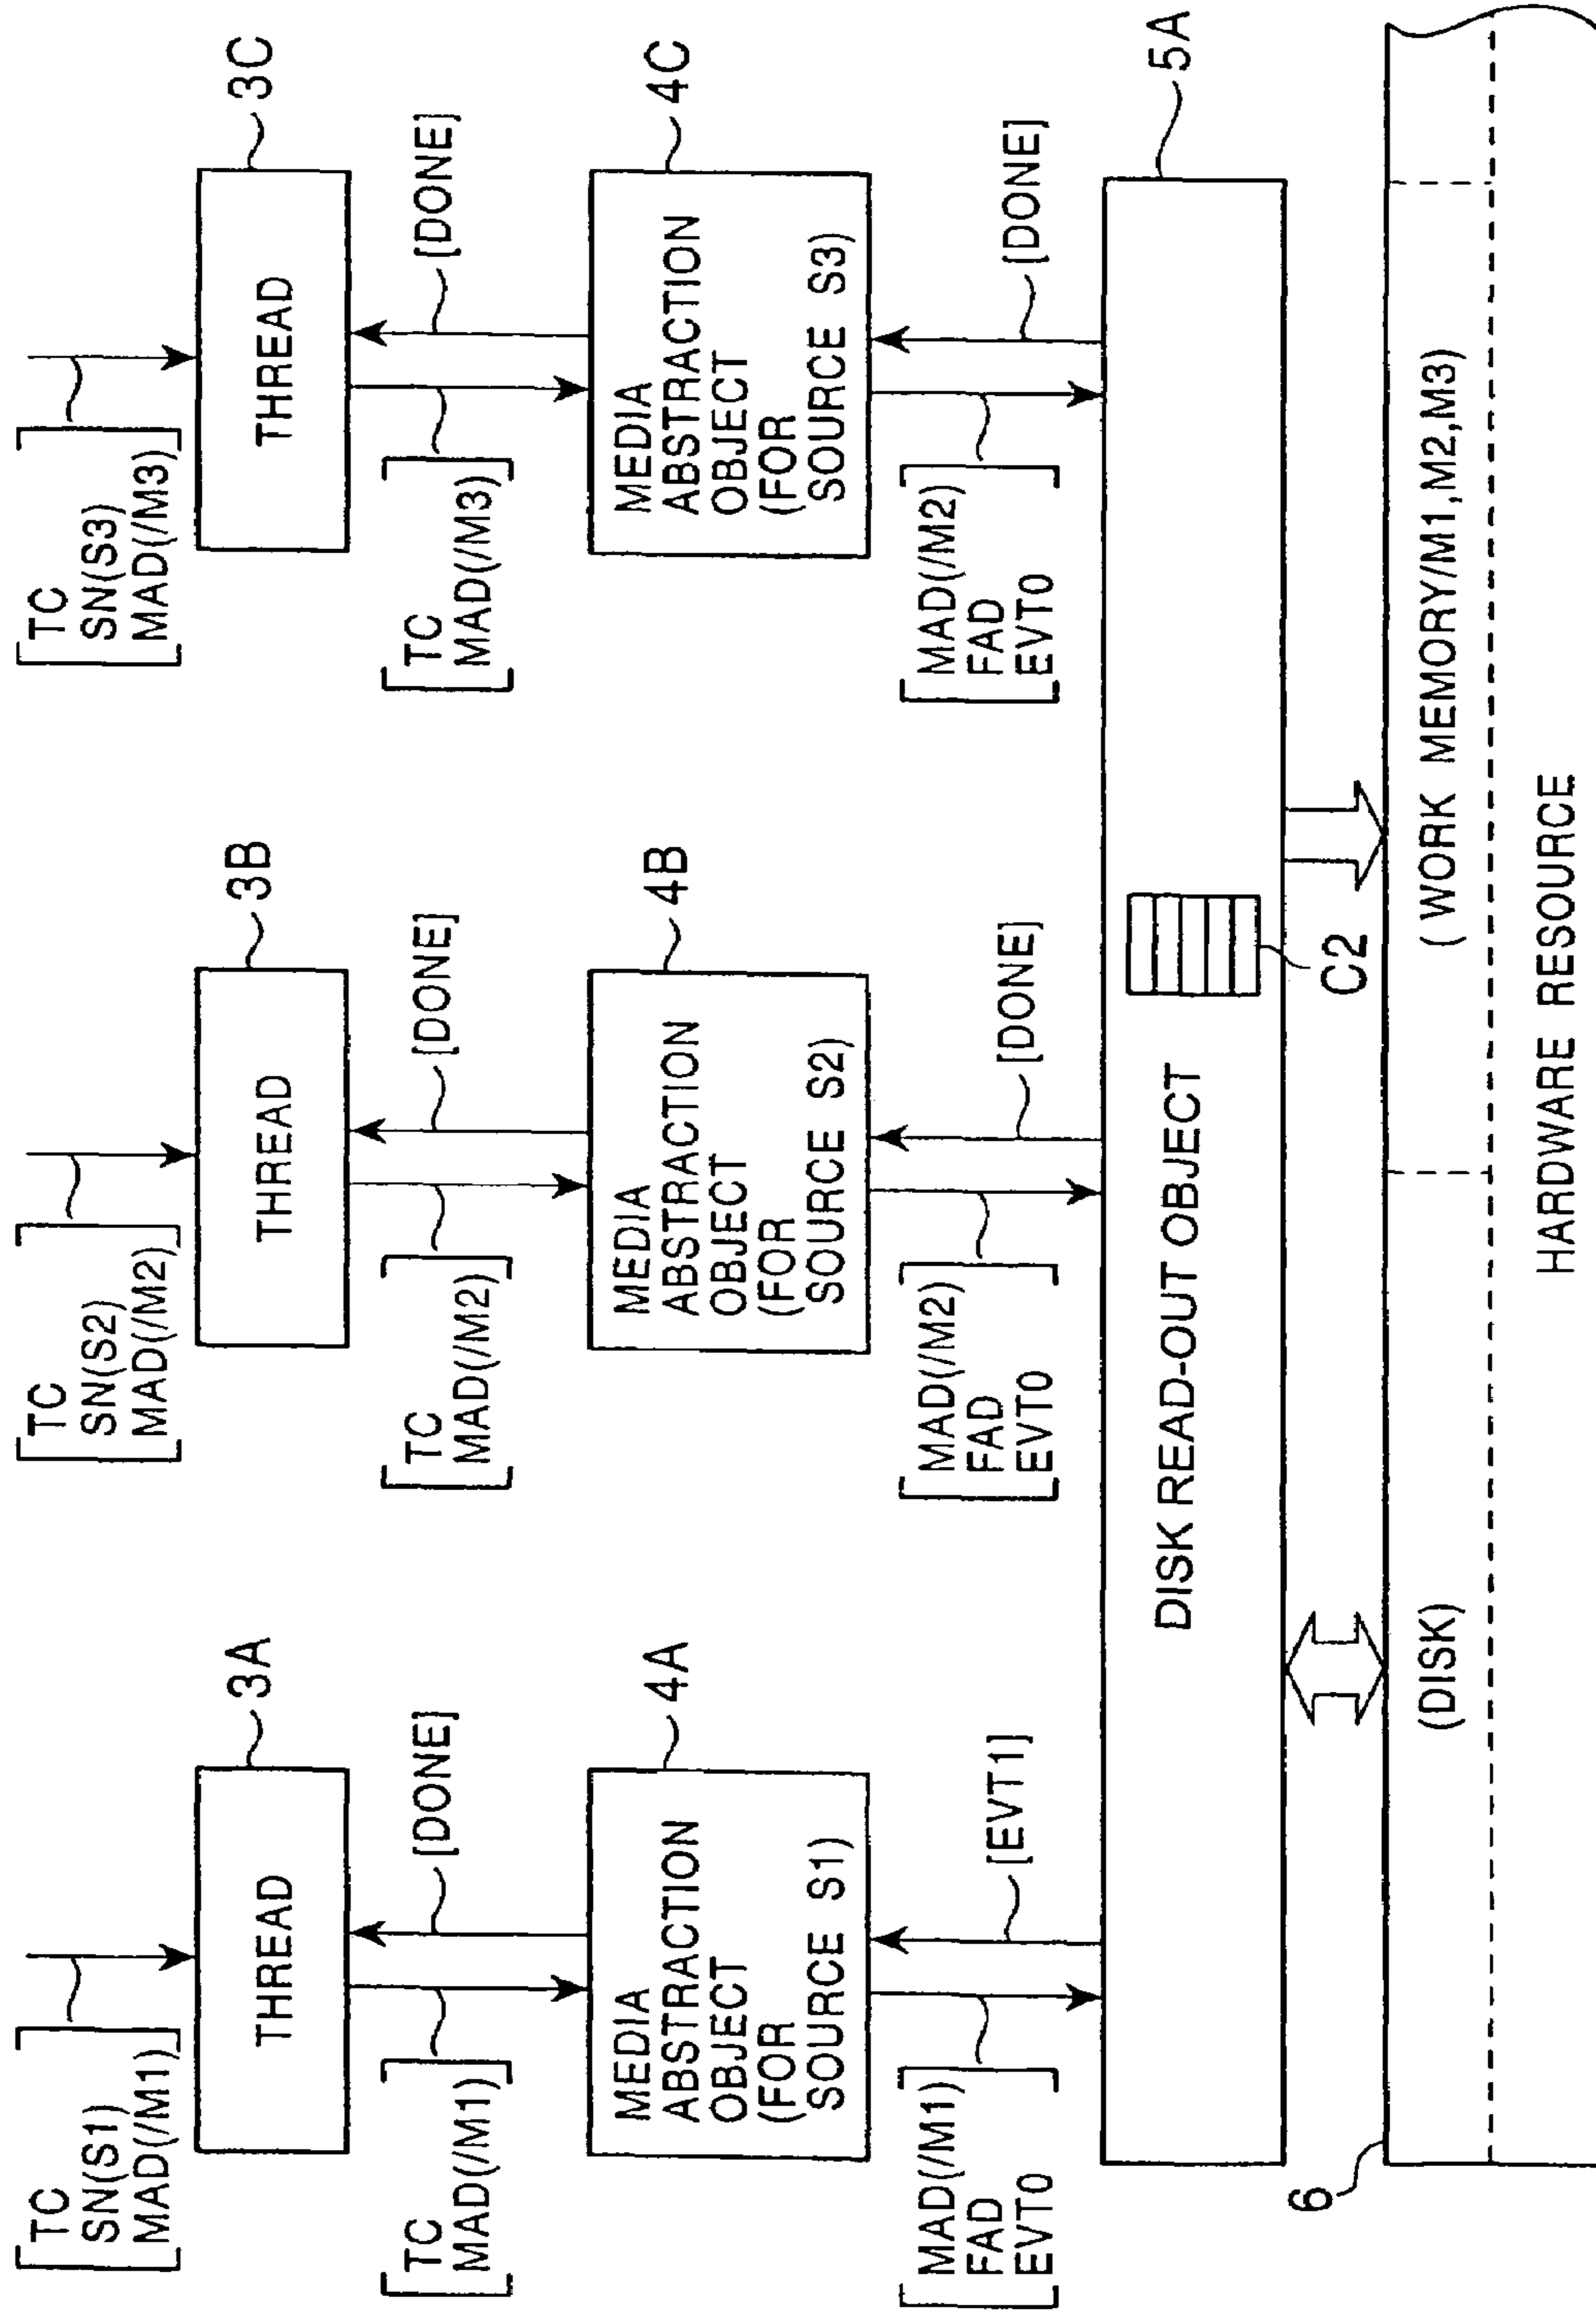 TC
SN(S1)
MAD(/M1)
TC
SN(S2)
MAD(/M2)
TC
SN(S3)
MAD(/M3)
3A
3B
3C
THREAD
THREAD
THREAD
TC
MAD(/M1)
[DONE]
TC
MAD(/M2)
[DONE]
TC
MAD(/M3)
[DONE]
4A
4B
4C
MEDIA
ABSTRACTION
OBJECT
(FOR
SOURCE S1)
MEDIA
ABSTRACTION
OBJECT
(FOR
SOURCE S2)
MEDIA
ABSTRACTION
OBJECT
(FOR
SOURCE S3)
MAD(/M1)
FAD
EVT0
[EVT1]
MAD(/M2)
FAD
EVT0
[DONE]
MAD(/M2)
FAD
EVT0
[DONE]
5A
DISK READ-OUT OBJECT
C2
6
(DISK)
(WORK MEMORY/M1,M2,M3)
HARDWARE RESOURCE